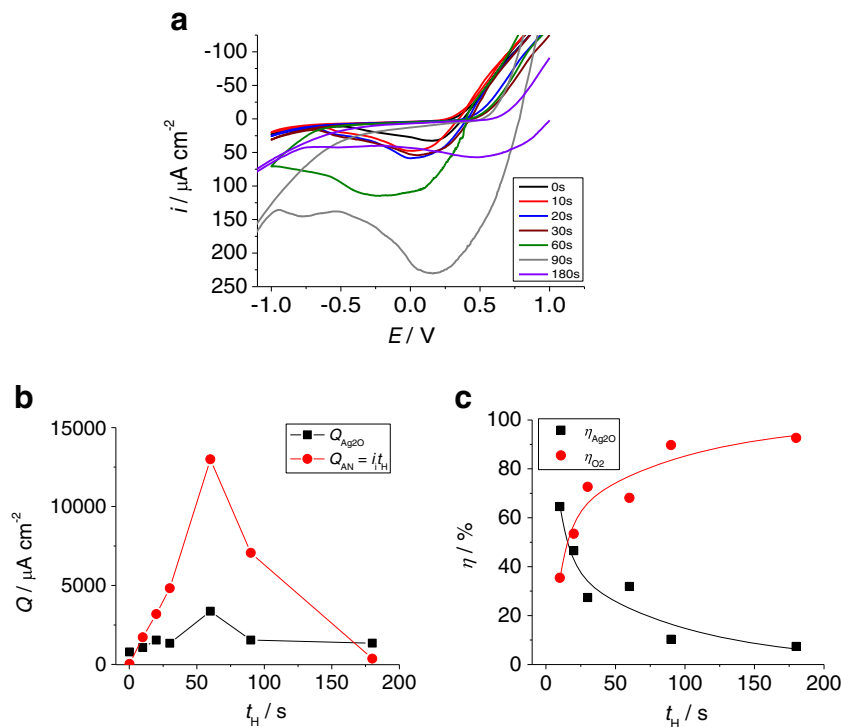 a
-100
-50
0
50
100
150
200
250
i / µA cm-2
-1.0 -0.5 0.0 0.5 1.0
E / V
0s
10s
20s
30s
60s
90s
180s
b
15000
10000
5000
0
Q / µA cm-2
QAg2O
QAN = iitH
0 50 100 150 200
tH / s
c
100
80
60
40
20
0
η / %
ηAg2O
ηO2
0 50 100 150 200
tH / s